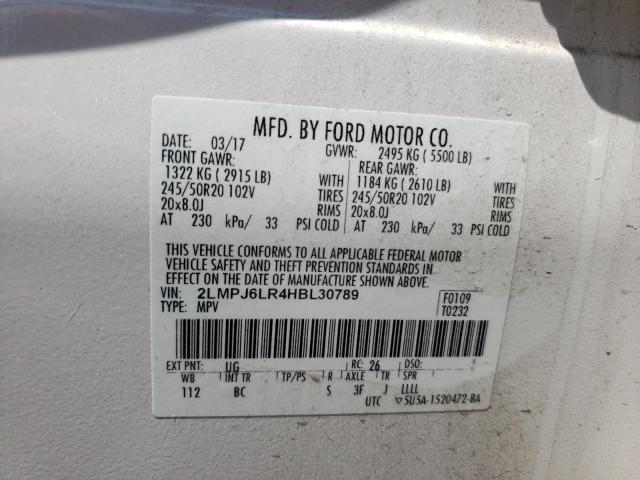 MFD. BY FORD MOTOR CO.
DATE: 03/17 GVWR: 2495 KG ( 5500 LB)
FRONT GAWR: REAR GAWR:
1322 KG ( 2915 LB) WITH 1184 KG ( 2610 LB) WITH
245/50R20 102V TIRES 245/50R20 102V TIRES
20x8.0J RIMS 20x8.0J RIMS
AT 230 kPa/ 33 PSI COLD AT 230 kPa/ 33 PSI COLD
THIS VEHICLE CONFORMS TO ALL APPLICABLE FEDERAL MOTOR
VEHICLE SAFETY AND THEFT PREVENTION STANDARDS IN
EFFECT ON THE DATE OF MANUFACTURE SHOWN ABOVE.
VIN: 2LMPJ6LR4HBL30789 F0109
TYPE: MPV T0232
EXT PNT: UG RC: 26 DSO:
WB INT TR TP/PS R AXLE TR SPR
112 BC S 3F J LLLL
UTC ▽5U5A-1520472-BA